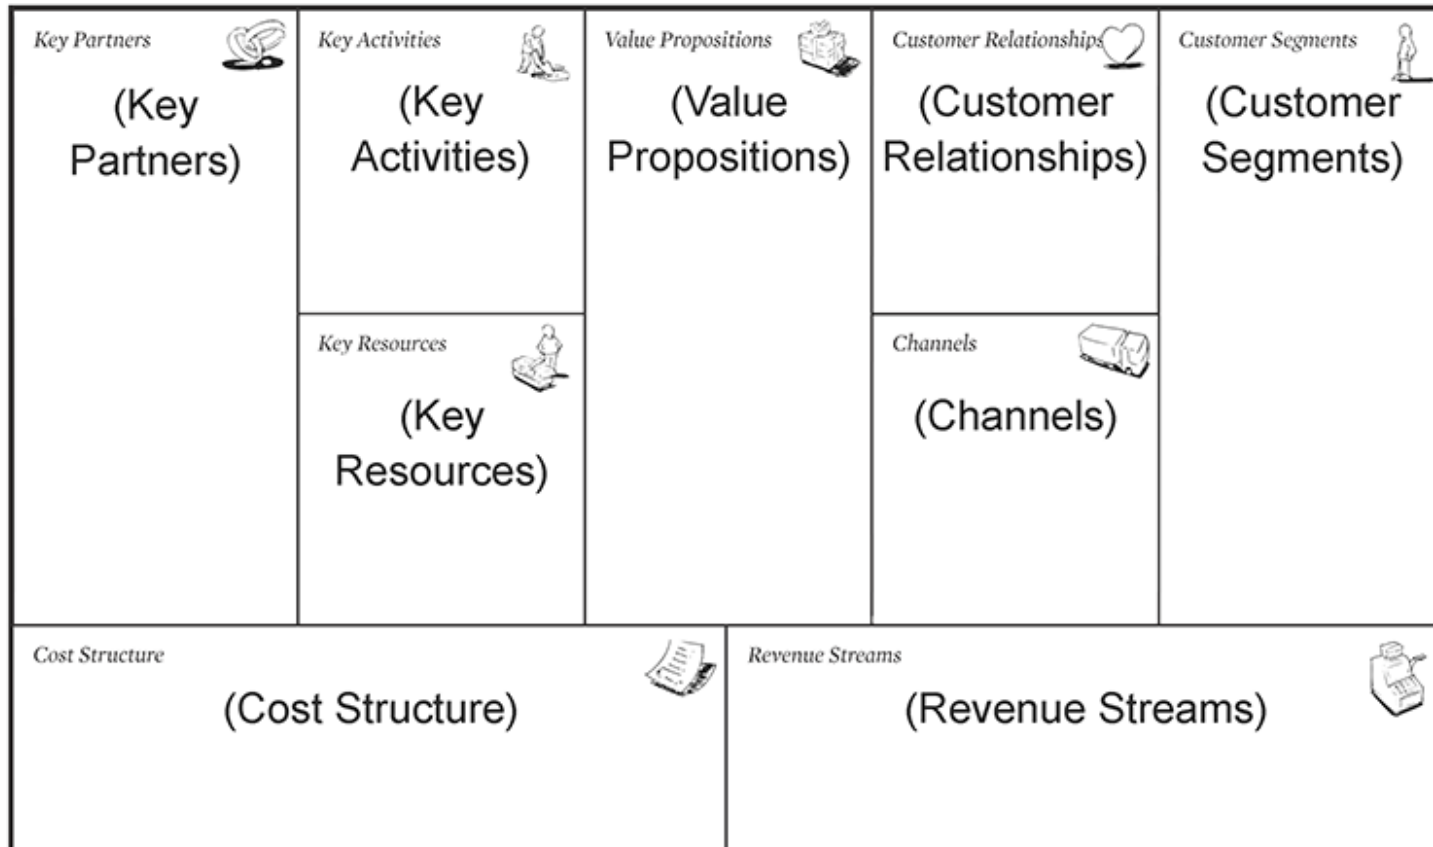 Key Partners
(Key
Partners)
Key Activities
(Key
Activities)
Key Resources
(Key
Resources)
Value Propositions
(Value
Propositions)
Customer Relationships
(Customer
Relationships)
Channels
(Channels)
Customer Segments
(Customer
Segments)
Cost Structure
(Cost Structure)
Revenue Streams
(Revenue Streams)